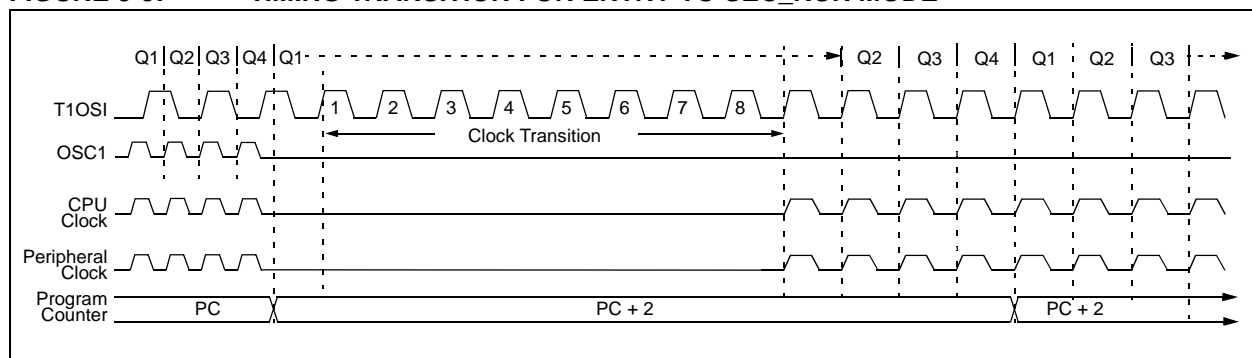 Q1 Q2 Q3 Q4 Q1 Q2 Q3 Q4 Q1 Q2 Q3
T1OSI 1 2 3 4 5 6 7 8
Clock Transition
OSC1
CPU
Clock
Peripheral
Clock
Program
Counter
PC PC + 2 PC + 2